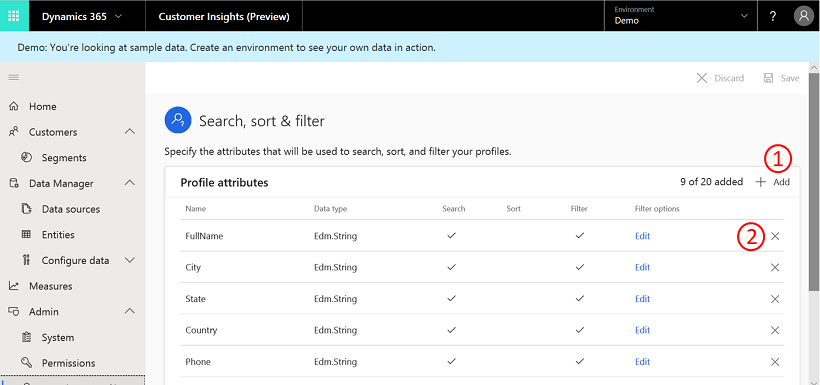 Dynamics 365 Customer Insights (Preview) Environment Demo ?
Demo: You're looking at sample data. Create an environment to see your own data in action.
Discard Save
Home
Customers
Segments
Data Manager
Data sources
Entities
Configure data
Measures
Admin
System
Permissions
Search, sort & filter
Specify the attributes that will be used to search, sort, and filter your profiles.
1
Profile attributes 9 of 20 added Add
Name Data type Search Sort Filter Filter options
FullName Edm.String Edit 2
City Edm.String Edit
State Edm.String Edit
Country Edm.String Edit
Phone Edm.String Edit